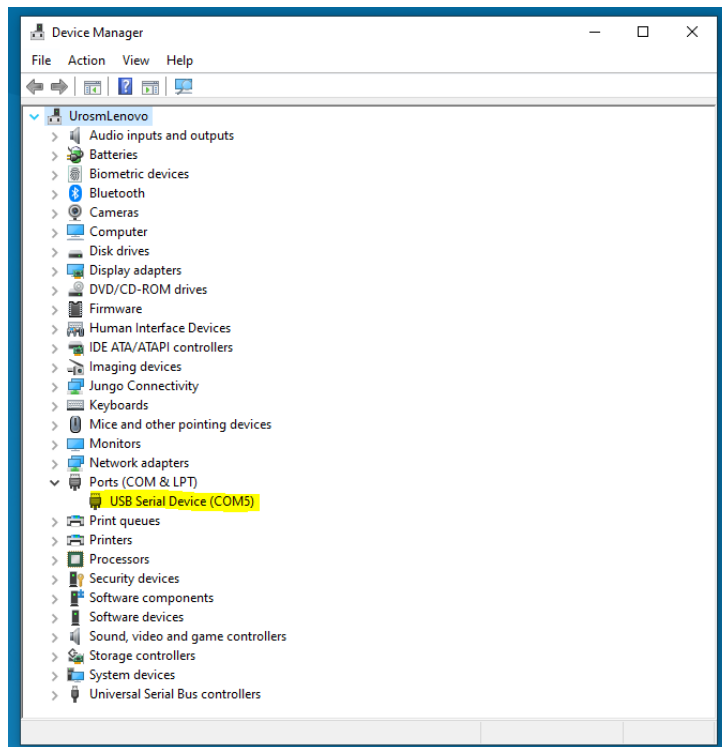 Device Manager
File Action View Help
UrosmLenovo
Audio inputs and outputs
Batteries
Biometric devices
Bluetooth
Cameras
Computer
Disk drives
Display adapters
DVD/CD-ROM drives
Firmware
Human Interface Devices
IDE ATA/ATAPI controllers
Imaging devices
Jungo Connectivity
Keyboards
Mice and other pointing devices
Monitors
Network adapters
Ports (COM & LPT)
USB Serial Device (COM5)
Print queues
Printers
Processors
Security devices
Software components
Software devices
Sound, video and game controllers
Storage controllers
System devices
Universal Serial Bus controllers